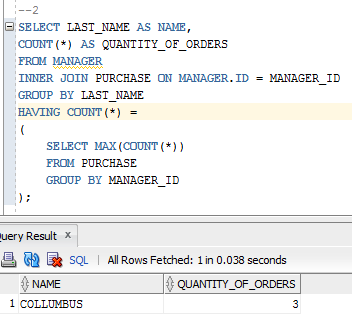 --2
SELECT LAST_NAME AS NAME,
COUNT(*) AS QUANTITY_OF_ORDERS
FROM MANAGER
INNER JOIN PURCHASE ON MANAGER.ID = MANAGER_ID
GROUP BY LAST_NAME
HAVING COUNT(*) =
(
SELECT MAX(COUNT(*))
FROM PURCHASE
GROUP BY MANAGER_ID
);
Query Result x
SQL | All Rows Fetched: 1 in 0.038 seconds
NAME QUANTITY_OF_ORDERS
1 COLLUMBUS 3